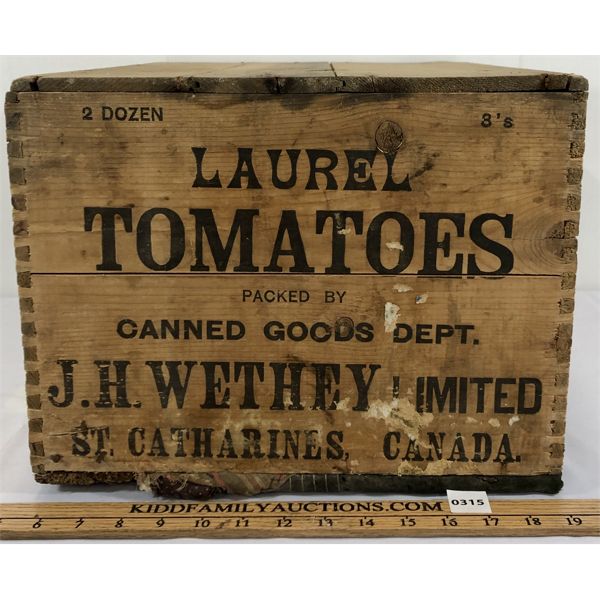 2 DOZEN 3's
LAUREL
TOMATOES
PACKED BY
CANNED GOODS DEPT.
J.H. WETHEY LIMITED
ST. CATHARINES, CANADA.
KIDDFAMILYAUCTIONS.COM
0315
6 7 8 9 10 11 12 13 14 15 16 17 18 19